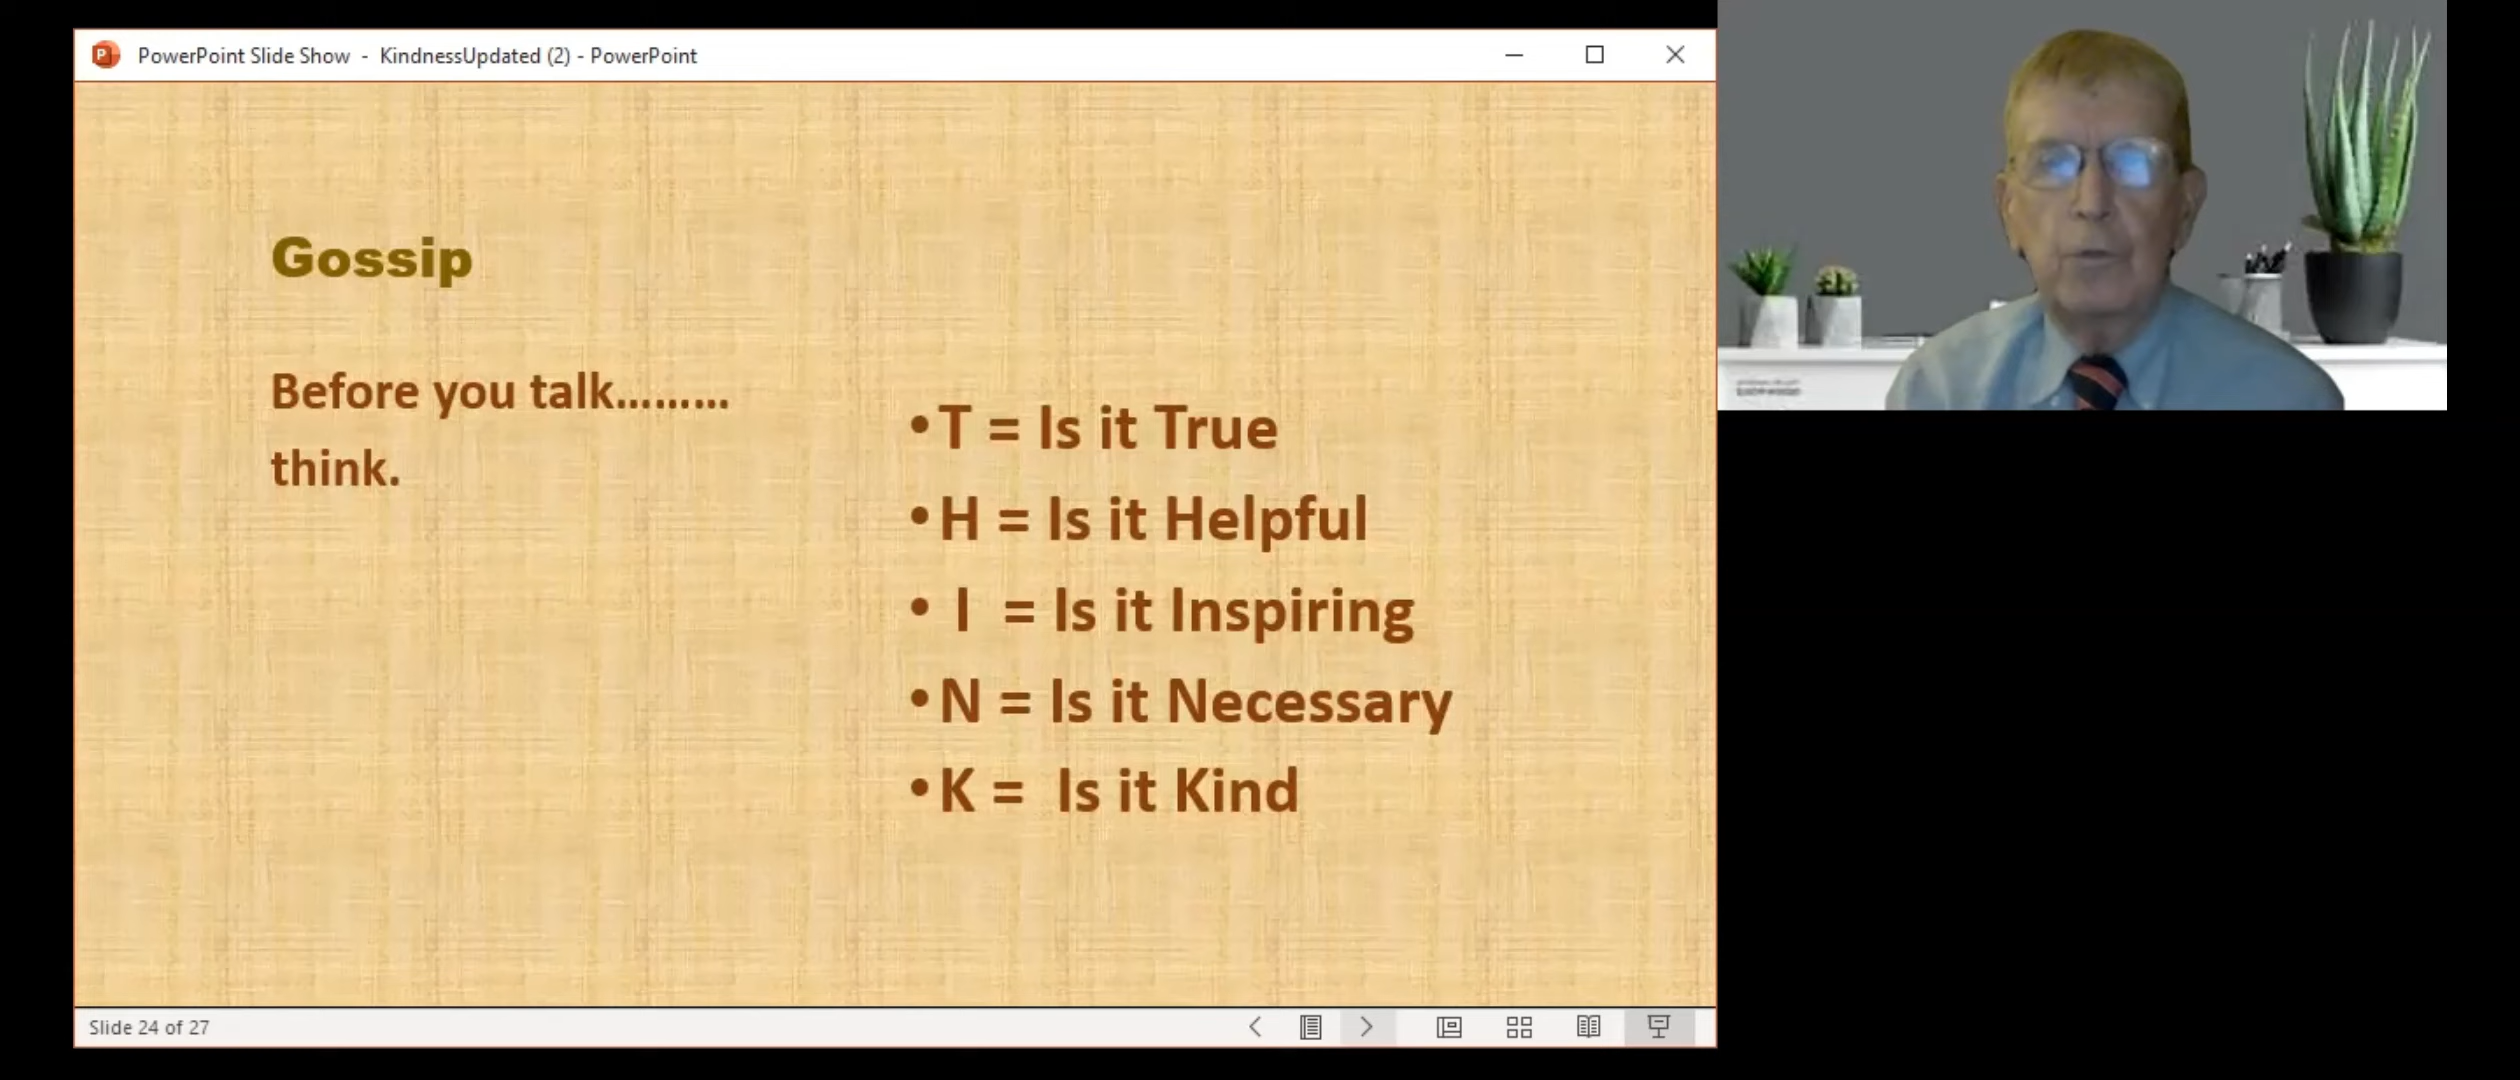 PowerPoint Slide Show - KindnessUpdated (2) - PowerPoint
Gossip
Before you talk.........
think.
•T = Is it True
•H = Is it Helpful
• I = Is it Inspiring
•N = Is it Necessary
•K = Is it Kind
Slide 24 of 27